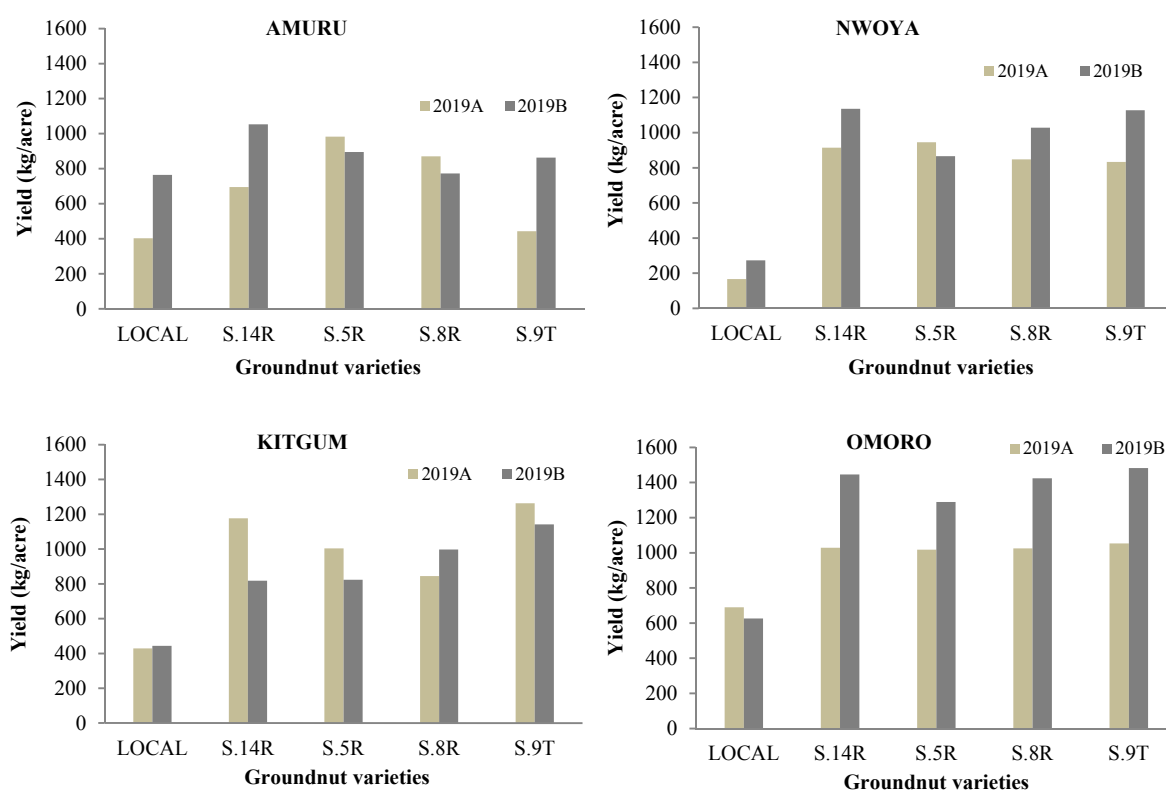 AMURU
2019A 2019B
Yield (kg/acre)
1600
1400
1200
1000
800
600
400
200
0
LOCAL S.14R S.5R S.8R S.9T
Groundnut varieties
NWOYA
2019A 2019B
Yield (kg/acre)
1600
1400
1200
1000
800
600
400
200
0
LOCAL S.14R S.5R S.8R S.9T
Groundnut varieties
KITGUM
2019A 2019B
Yield (kg/acre)
1600
1400
1200
1000
800
600
400
200
0
LOCAL S.14R S.5R S.8R S.9T
Groundnut varieties
OMORO
2019A 2019B
Yield (kg/acre)
1600
1400
1200
1000
800
600
400
200
0
LOCAL S.14R S.5R S.8R S.9T
Groundnut varieties